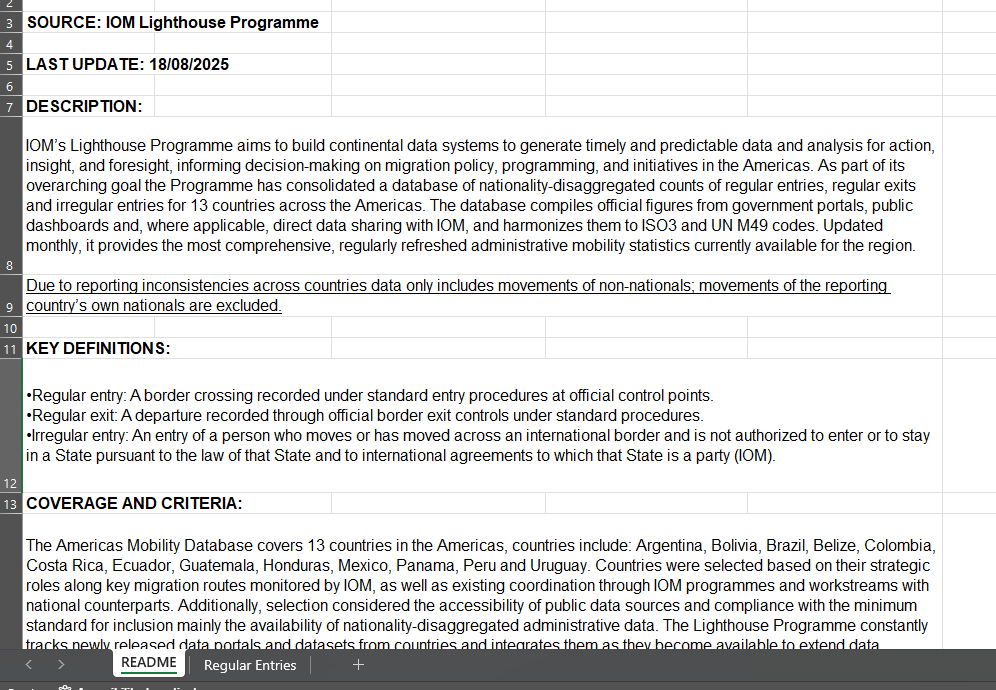 2
3 SOURCE: IOM Lighthouse Programme
4
5 LAST UPDATE: 18/08/2025
6
7 DESCRIPTION:
IOM's Lighthouse Programme aims to build continental data systems to generate timely and predictable data and analysis for action,
insight, and foresight, informing decision-making on migration policy, programming, and initiatives in the Americas. As part of its
overarching goal the Programme has consolidated a database of nationality-disaggregated counts of regular entries, regular exits
and irregular entries for 13 countries across the Americas. The database compiles official figures from government portals, public
dashboards and, where applicable, direct data sharing with IOM, and harmonizes them to ISO3 and UN M49 codes. Updated
monthly, it provides the most comprehensive, regularly refreshed administrative mobility statistics currently available for the region.
8
Due to reporting inconsistencies across countries data only includes movements of non-nationals; movements of the reporting
9 country's own nationals are excluded.
10
11 KEY DEFINITIONS:
•Regular entry: A border crossing recorded under standard entry procedures at official control points.
•Regular exit: A departure recorded through official border exit controls under standard procedures.
•Irregular entry: An entry of a person who moves or has moved across an international border and is not authorized to enter or to stay
in a State pursuant to the law of that State and to international agreements to which that State is a party (IOM).
12
13 COVERAGE AND CRITERIA:
The Americas Mobility Database covers 13 countries in the Americas, countries include: Argentina, Bolivia, Brazil, Belize, Colombia,
Costa Rica, Ecuador, Guatemala, Honduras, Mexico, Panama, Peru and Uruguay. Countries were selected based on their strategic
roles along key migration routes monitored by IOM, as well as existing coordination through IOM programmes and workstreams with
national counterparts. Additionally, selection considered the accessibility of public data sources and compliance with the minimum
standard for inclusion mainly the availability of nationality-disaggregated administrative data. The Lighthouse Programme constantly
tracks newly released data portals and datasets from countries and integrates them as they become available to extend data
README Regular Entries +